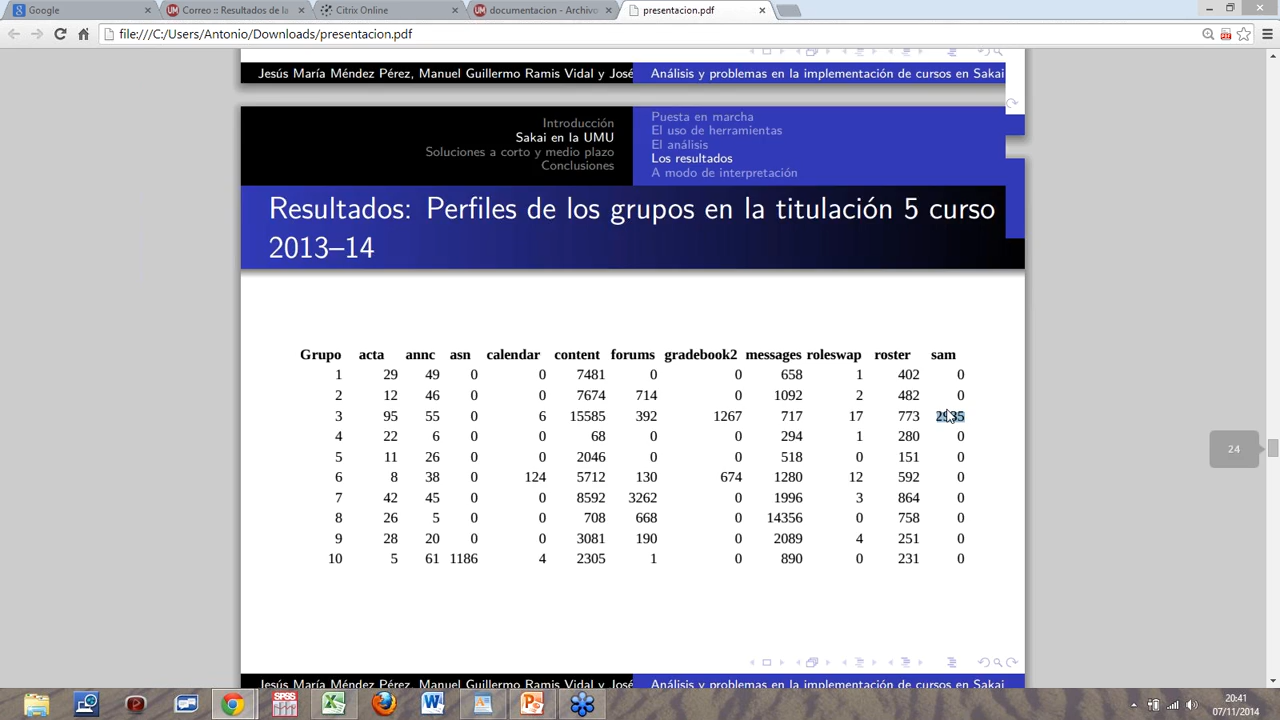 Google
Correo :: Resultados de la
Citrix Online
documentacion - Archivo
presentacion.pdf
file:///C:/Users/Antonio/Downloads/presentacion.pdf
Jesús María Méndez Pérez, Manuel Guillermo Ramis Vidal y José
Análisis y problemas en la implementación de cursos en Sakai
Introducción
Sakai en la UMU
Soluciones a corto y medio plazo
Conclusiones
Puesta en marcha
El uso de herramientas
El análisis
Los resultados
A modo de interpretación
Resultados: Perfiles de los grupos en la titulación 5 curso
2013–14
Grupo acta annc asn calendar content forums gradebook2 messages roleswap roster sam
1 29 49 0 0 7481 0 0 658 1 402 0
2 12 46 0 0 7674 714 0 1092 2 482 0
3 95 55 0 6 15585 392 1267 717 17 773 2935
4 22 6 0 0 68 0 0 294 1 280 0
5 11 26 0 0 2046 0 0 518 0 151 0
6 8 38 0 124 5712 130 674 1280 12 592 0
7 42 45 0 0 8592 3262 0 1996 3 864 0
8 26 5 0 0 708 668 0 14356 0 758 0
9 28 20 0 0 3081 190 0 2089 4 251 0
10 5 61 1186 4 2305 1 0 890 0 231 0
24
Jesús María Méndez Pérez, Manuel Guillermo Ramis Vidal y José
Análisis y problemas en la implementación de cursos en Sakai
SPSS
ES
20:41
07/11/2014